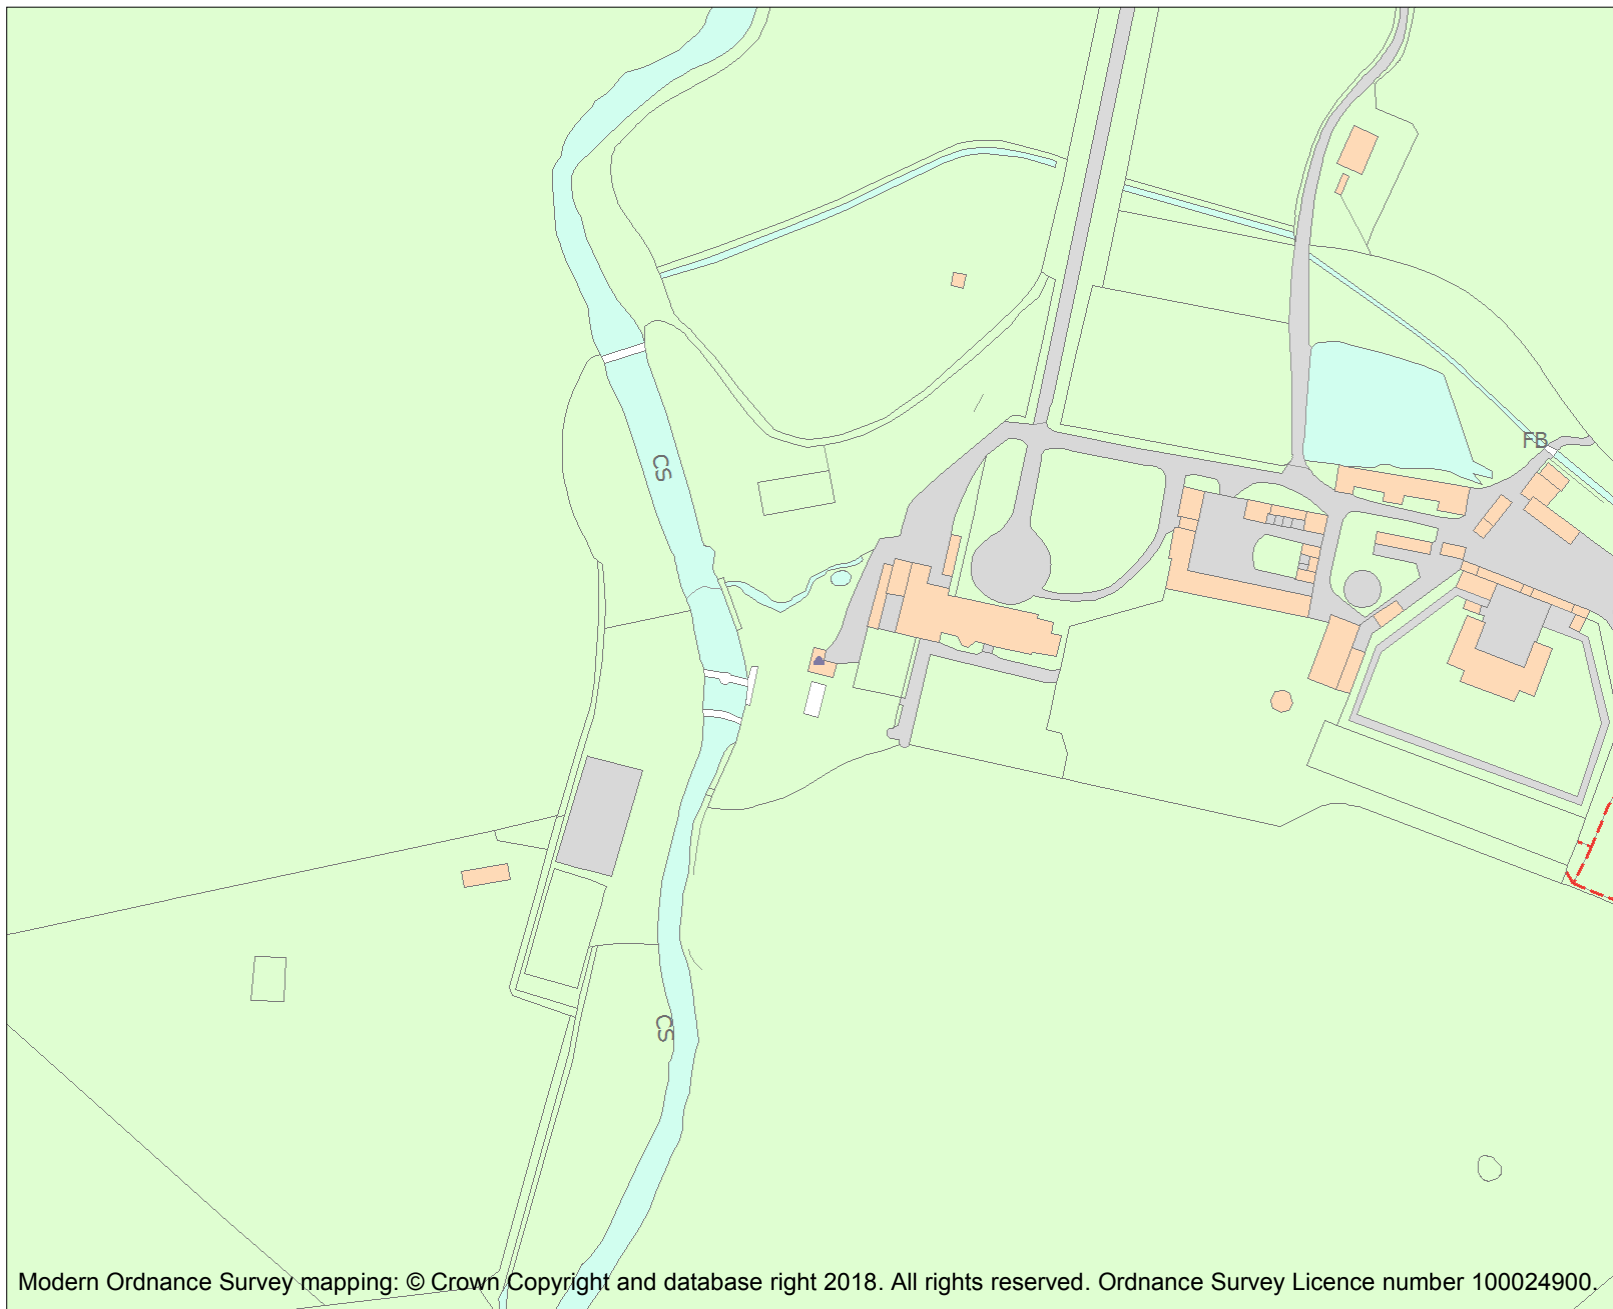 FB
CS
CS
Modern Ordnance Survey mapping: © Crown Copyright and database right 2018. All rights reserved. Ordnance Survey Licence number 100024900.